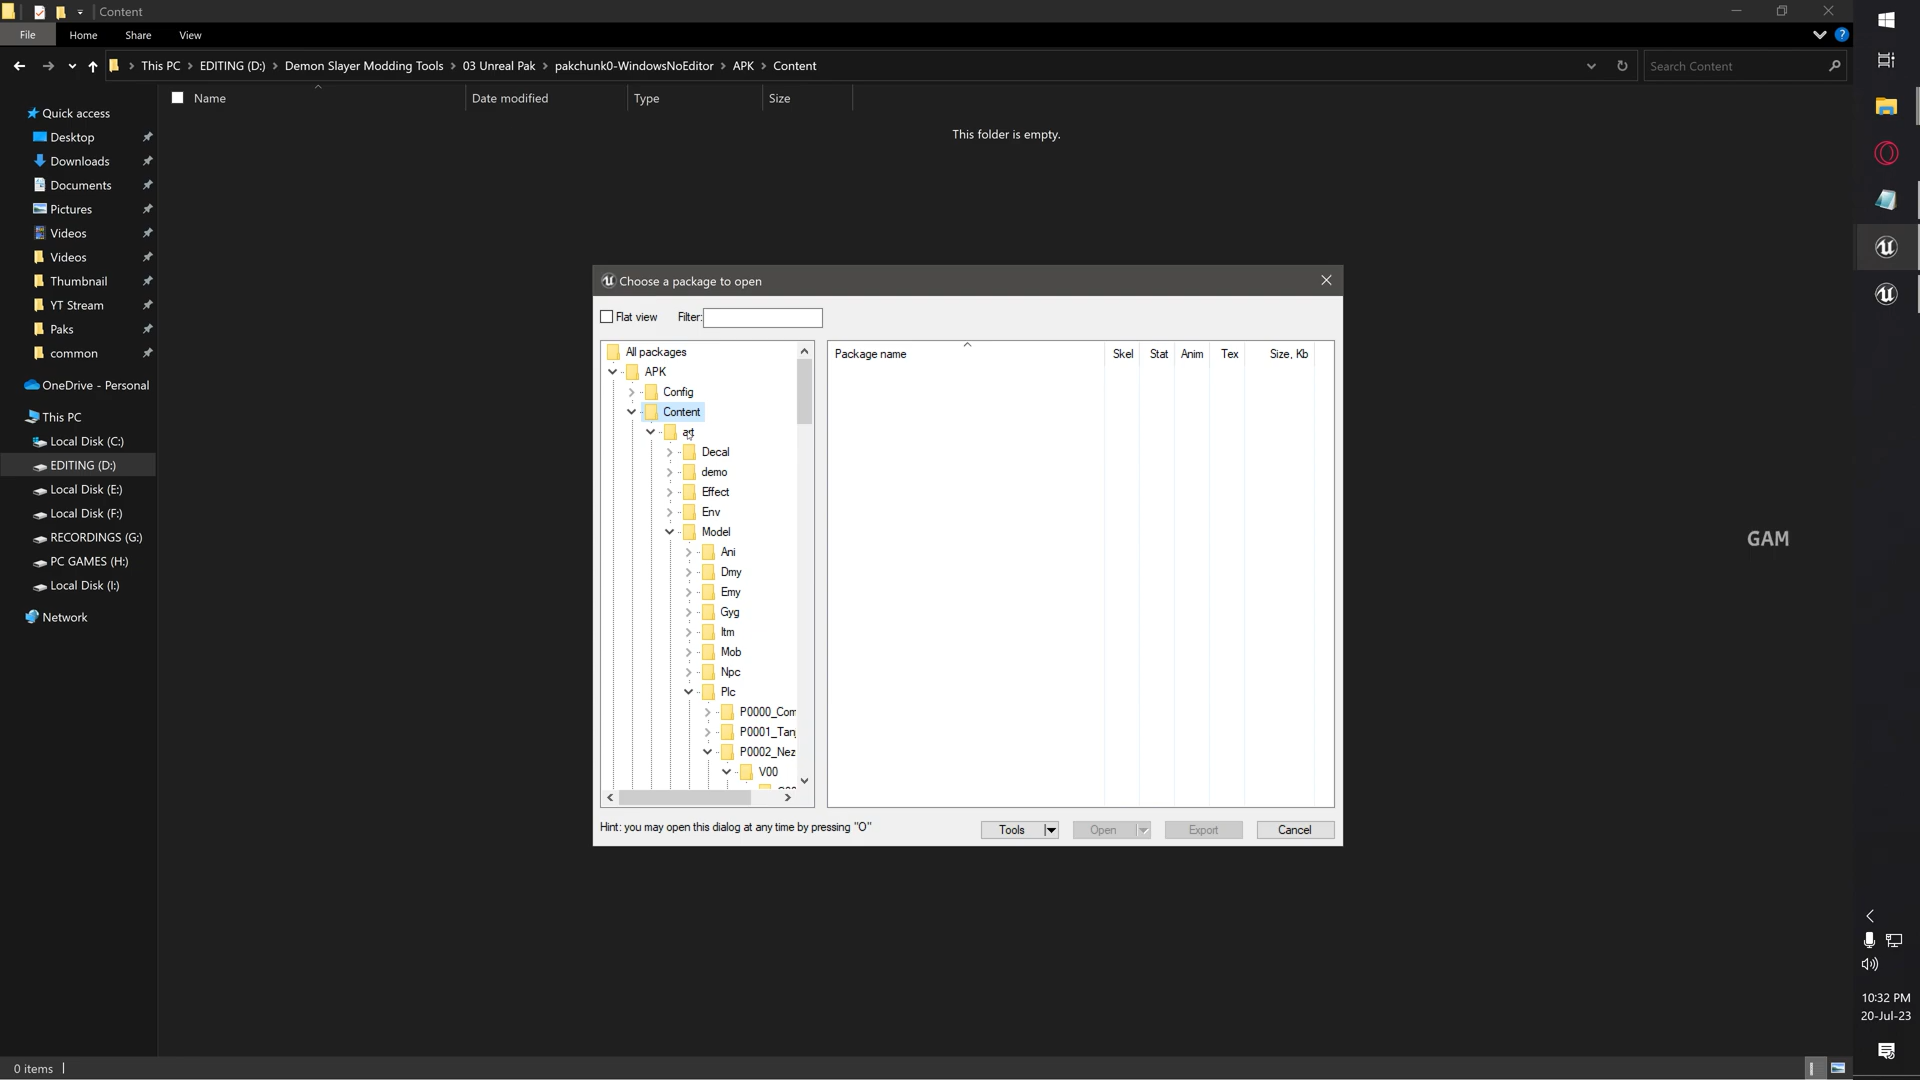 Content
File Home Share View
This PC EDITING (D:) Demon Slayer Modding Tools 03 Unreal Pak pakchunk0-WindowsNoEditor APK Content
Search Content
Name Date modified Type Size
This folder is empty.
Quick access
Desktop
Downloads
Documents
Pictures
Videos
Videos
Thumbnail
YT Stream
Paks
common
OneDrive - Personal
This PC
Local Disk (C:)
EDITING (D:)
Local Disk (E:)
Local Disk (F:)
RECORDINGS (G:)
PC GAMES (H:)
Local Disk (I:)
Network
0 items
Choose a package to open
Flat view Filter:
All packages
APK
Config
Content
art
Decal
demo
Effect
Env
Model
Ani
Dmy
Emy
Gyg
Itm
Mob
Npc
Plc
P0000_Com
P0001_Tanj
P0002_Nez
V00
Package name Skel Stat Anim Tex Size, Kb
Hint: you may open this dialog at any time by pressing "O"
Tools Open Export Cancel
GAM
10:32 PM
20-Jul-23